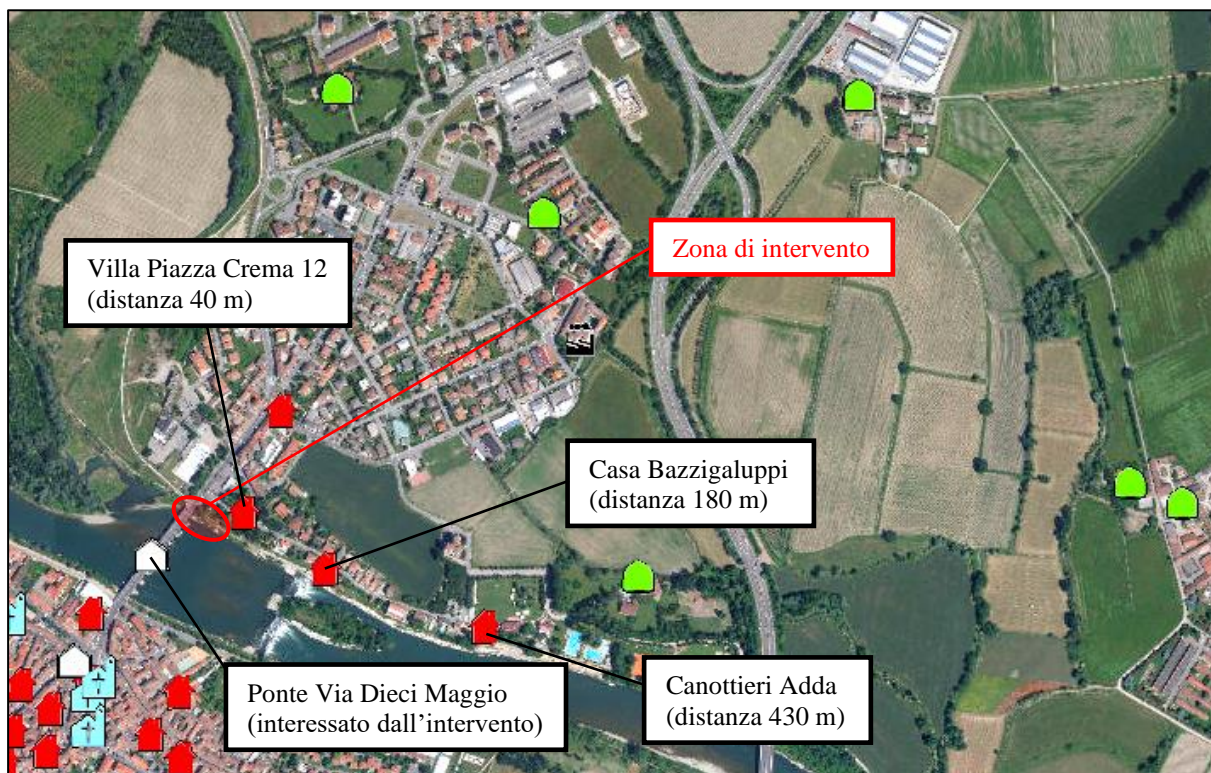 Zona di intervento
Villa Piazza Crema 12
(distanza 40 m)
Casa Bazzigaluppi
(distanza 180 m)
Ponte Via Dieci Maggio
(interessato dall’intervento)
Canottieri Adda
(distanza 430 m)